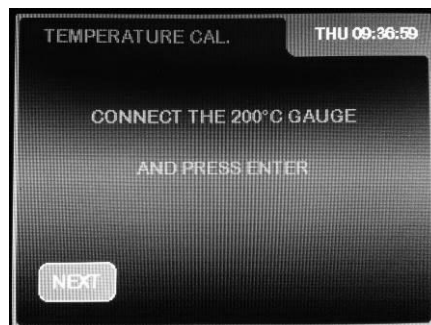 TEMPERATURE CAL.
THU 09:36:59
CONNECT THE 200°C GAUGE
AND PRESS ENTER
NEXT